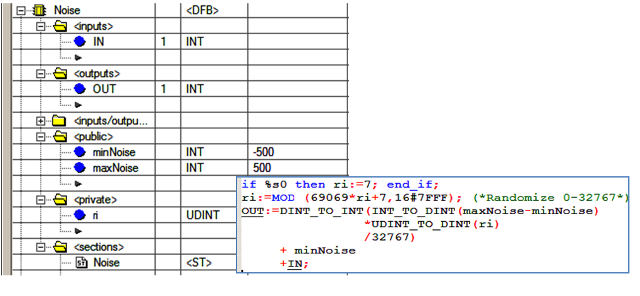 Noise <DFB>
<inputs>
IN 1 INT
<outputs>
OUT 1 INT
<inputs/outpu...
<public>
minNoise INT -500
maxNoise INT 500
<private>
ri UDINT
<sections>
Noise <ST>
if %s0 then ri:=7; end_if;
ri:=MOD (69069*ri+7,16#7FFF); (*Randomize 0-32767*)
OUT:=DINT_TO_INT(INT_TO_DINT(maxNoise-minNoise)
*UDINT_TO_DINT(ri)
/32767)
+ minNoise
+IN;